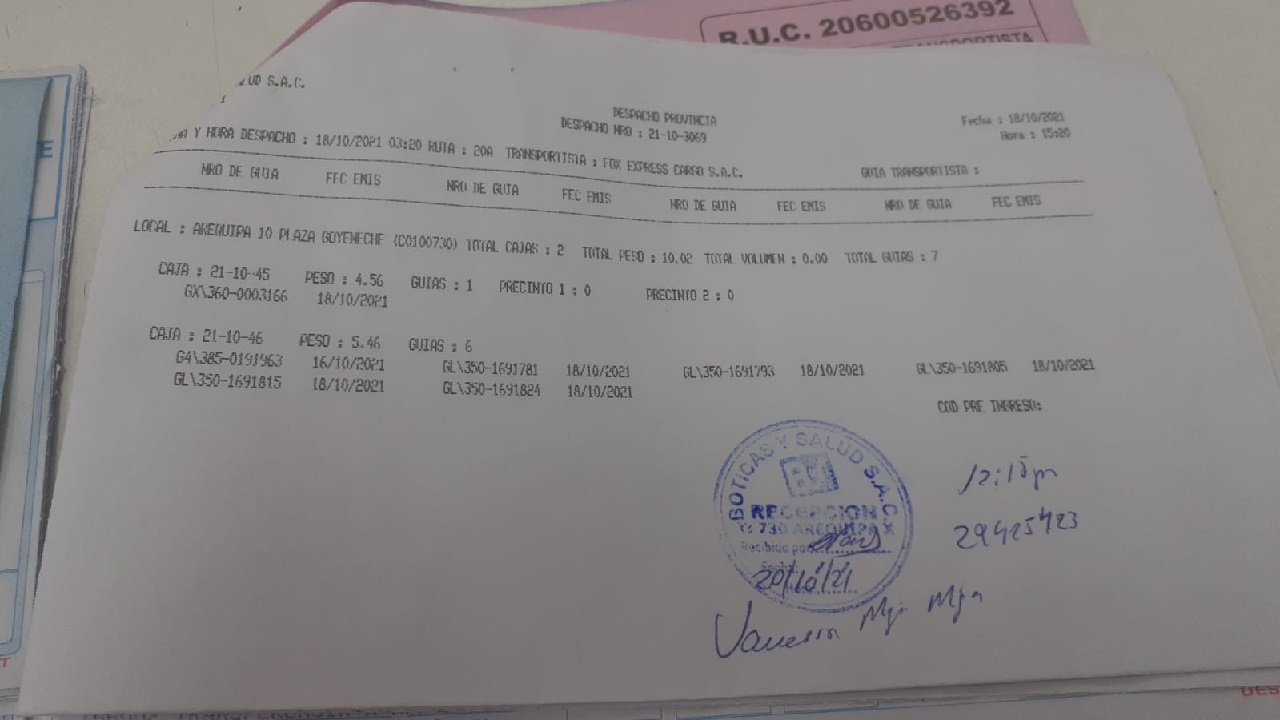 R.U.C. 20600526392
TRANSPORTISTA
LUD S.A.C.
DESPACHO PROVINCIA
DESPACHO NRO : 21-10-3069
Fecha : 18/10/2021
Hora : 15:20
Y HORA DESPACHO : 18/10/2021 03:20 RUTA : 20A TRANSPORTISTA : FOX EXPRESS CARGO S.A.C. GUIA TRANSPORTISTA :
NRO DE GUIA FEC EMIS NRO DE GUIA FEC EMIS NRO DE GUIA FEC EMIS NRO DE GUIA FEC EMIS
LOCAL : AREQUIPA 10 PLAZA GOYENECHE (C0100730) TOTAL CAJAS : 2 TOTAL PESO : 10.02 TOTAL VOLUMEN : 0.00 TOTAL GUIAS : 7
CAJA : 21-10-45 PESO : 4.56 GUIAS : 1 PRECINTO 1 : 0 PRECINTO 2 : 0
GX\360-0003166 18/10/2021
CAJA : 21-10-46 PESO : 5.46 GUIAS : 6
G4\385-0191963 16/10/2021 GL\350-1691781 18/10/2021 GL\350-1691793 18/10/2021 GL\350-1691805 18/10/2021
GL\350-1691815 18/10/2021 GL\350-1691824 18/10/2021
COD PRE INGRESO:
BOTICAS Y SALUD S.A.C.
RECEPCION
730 AREQUIPA X
Recibido por
20/10/21
12:15pm
29425423
Vanessa